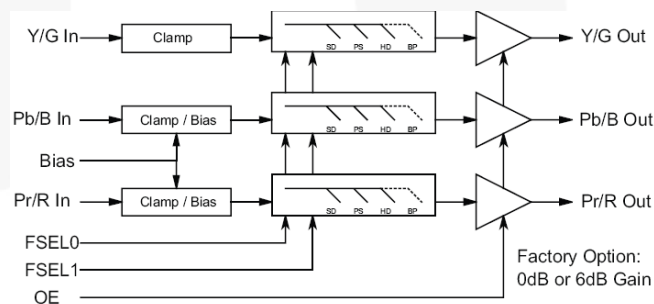 Y/G In
Clamp
SD PS HD BP
Y/G Out
Pb/B In
Clamp / Bias
SD PS HD BP
Pb/B Out
Bias
Pr/R In
Clamp / Bias
SD PS HD BP
Pr/R Out
FSEL0
FSEL1
OE
Factory Option:
0dB or 6dB Gain